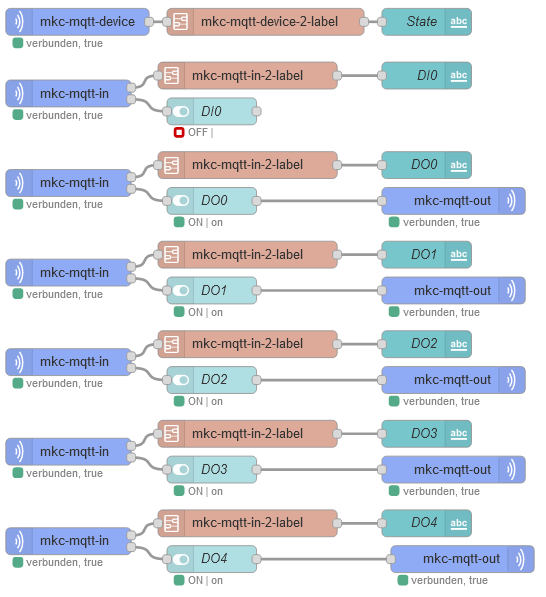 mkc-mqtt-device mkc-mqtt-device-2-label State abc
verbunden, true
mkc-mqtt-in-2-label DI0 abc
mkc-mqtt-in
DI0
verbunden, true
OFF |
mkc-mqtt-in-2-label DO0 abc
mkc-mqtt-in
DO0 mkc-mqtt-out
verbunden, true
ON | on verbunden, true
mkc-mqtt-in-2-label DO1 abc
mkc-mqtt-in
DO1 mkc-mqtt-out
verbunden, true
ON | on verbunden, true
mkc-mqtt-in-2-label DO2 abc
mkc-mqtt-in
DO2 mkc-mqtt-out
verbunden, true
ON | on verbunden, true
mkc-mqtt-in-2-label DO3 abc
mkc-mqtt-in
DO3 mkc-mqtt-out
verbunden, true
ON | on verbunden, true
mkc-mqtt-in-2-label DO4 abc
mkc-mqtt-in
DO4 mkc-mqtt-out
verbunden, true
ON | on verbunden, true